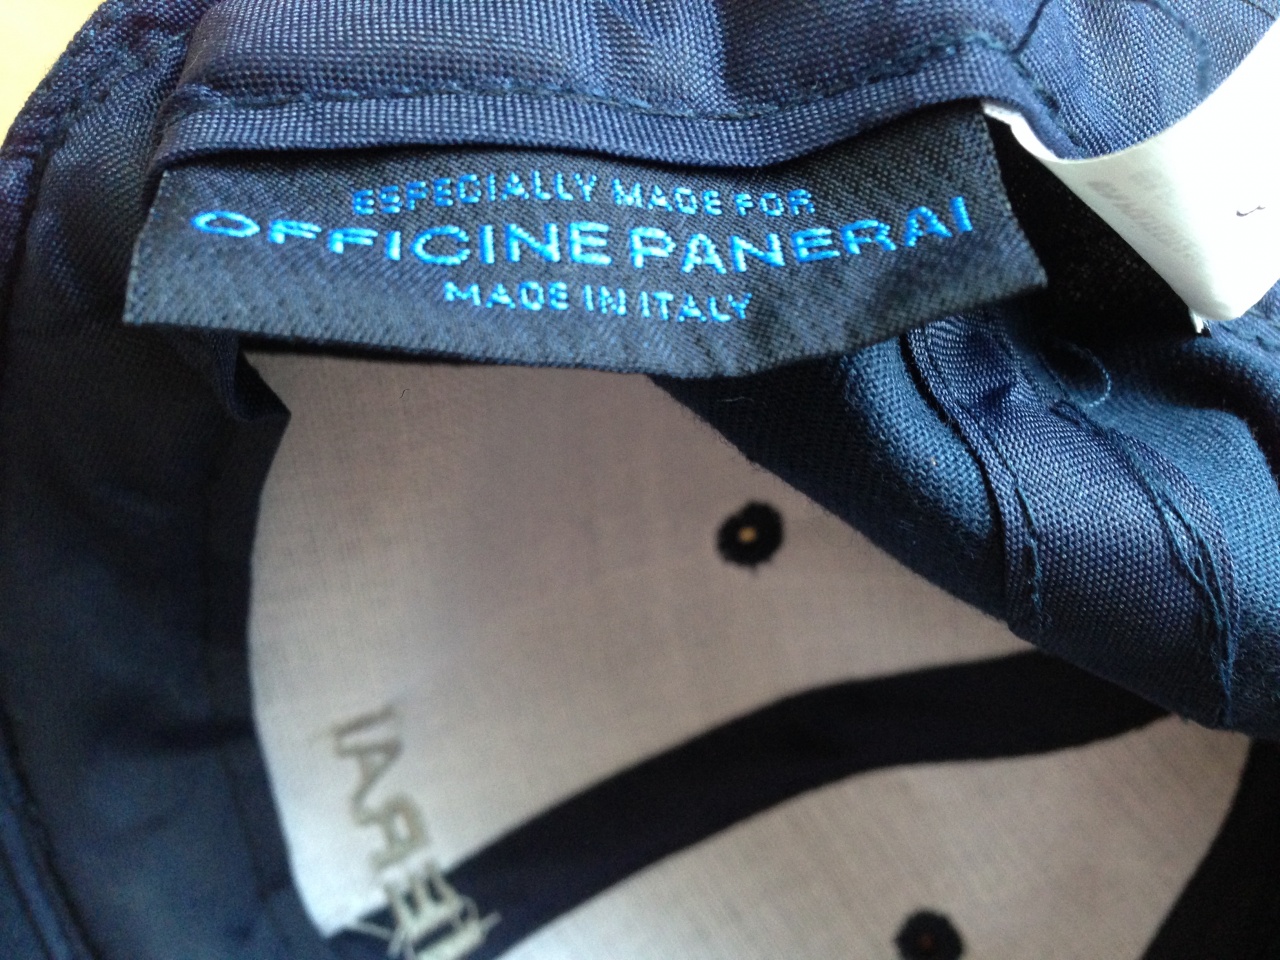 ESPECIALLY MADE FOR
OFFICINE PANERAI
MADE IN ITALY